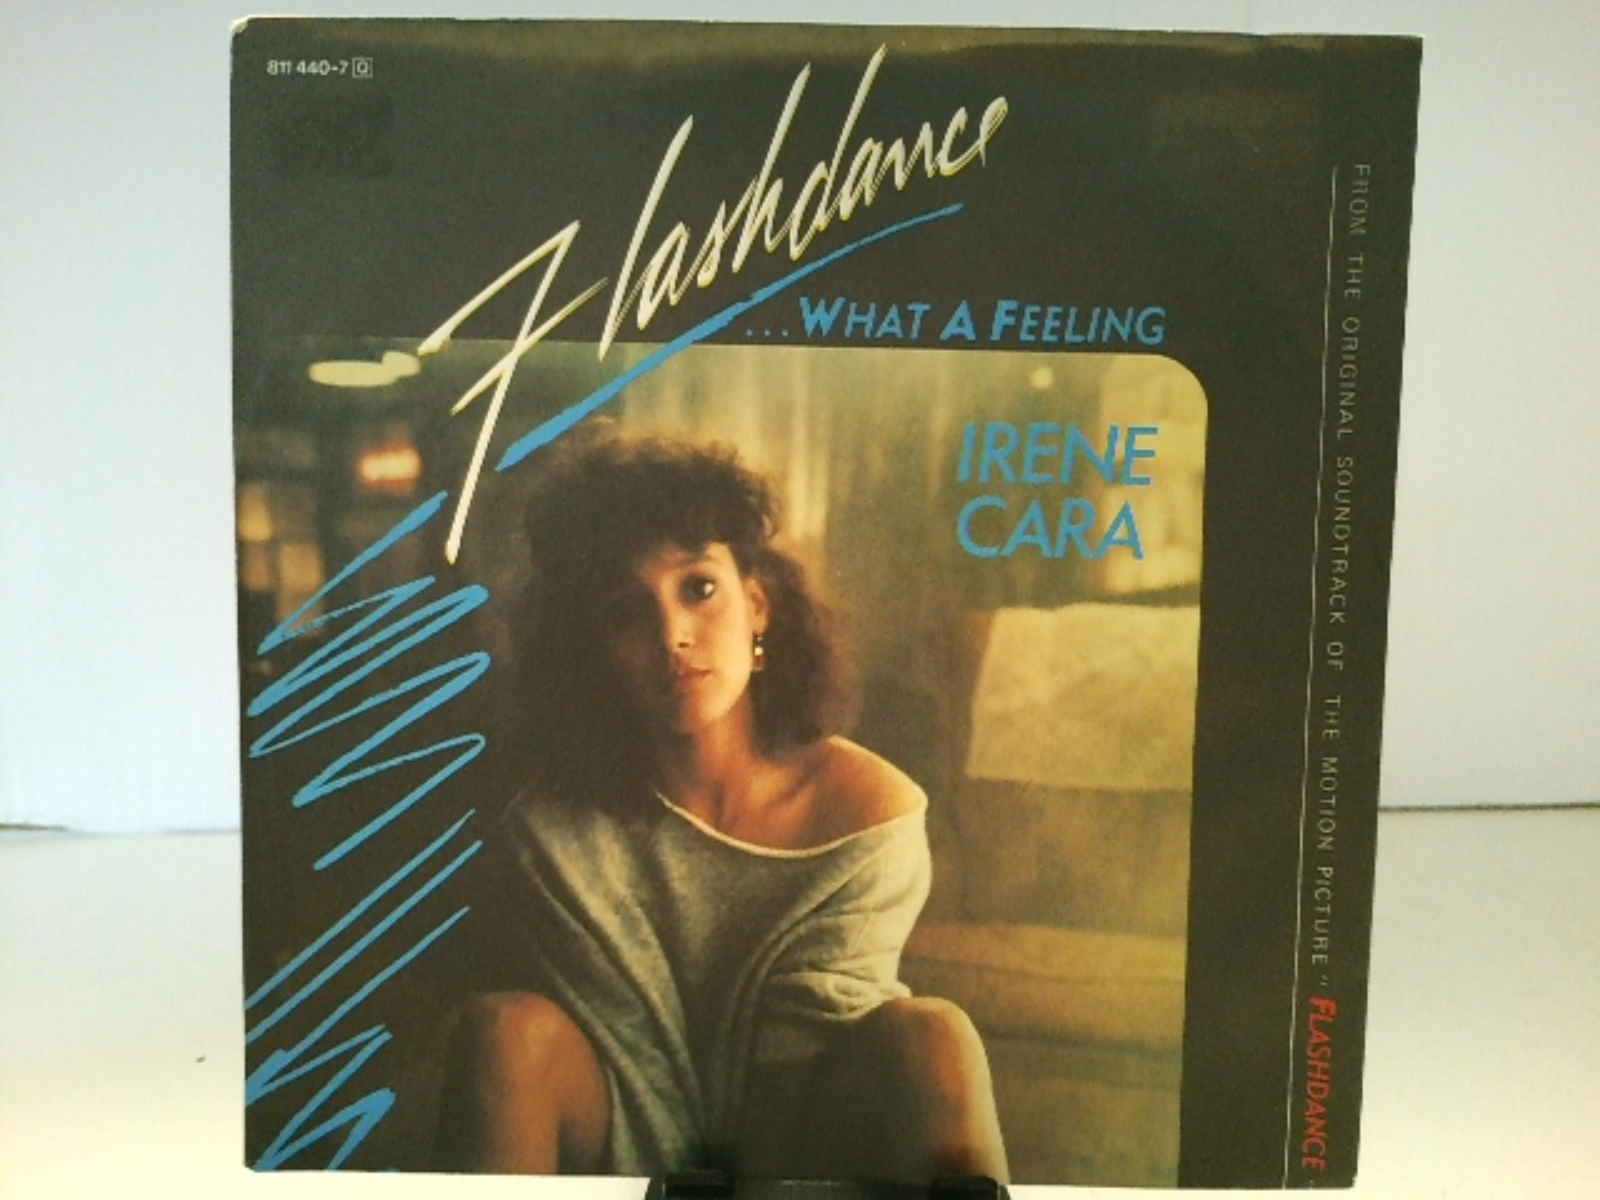 811 440-7 Q
Flashdance
...WHAT A FEELING
IRENE
CARA
FROM THE ORIGINAL SOUNDTRACK OF THE MOTION PICTURE "FLASHDANCE"